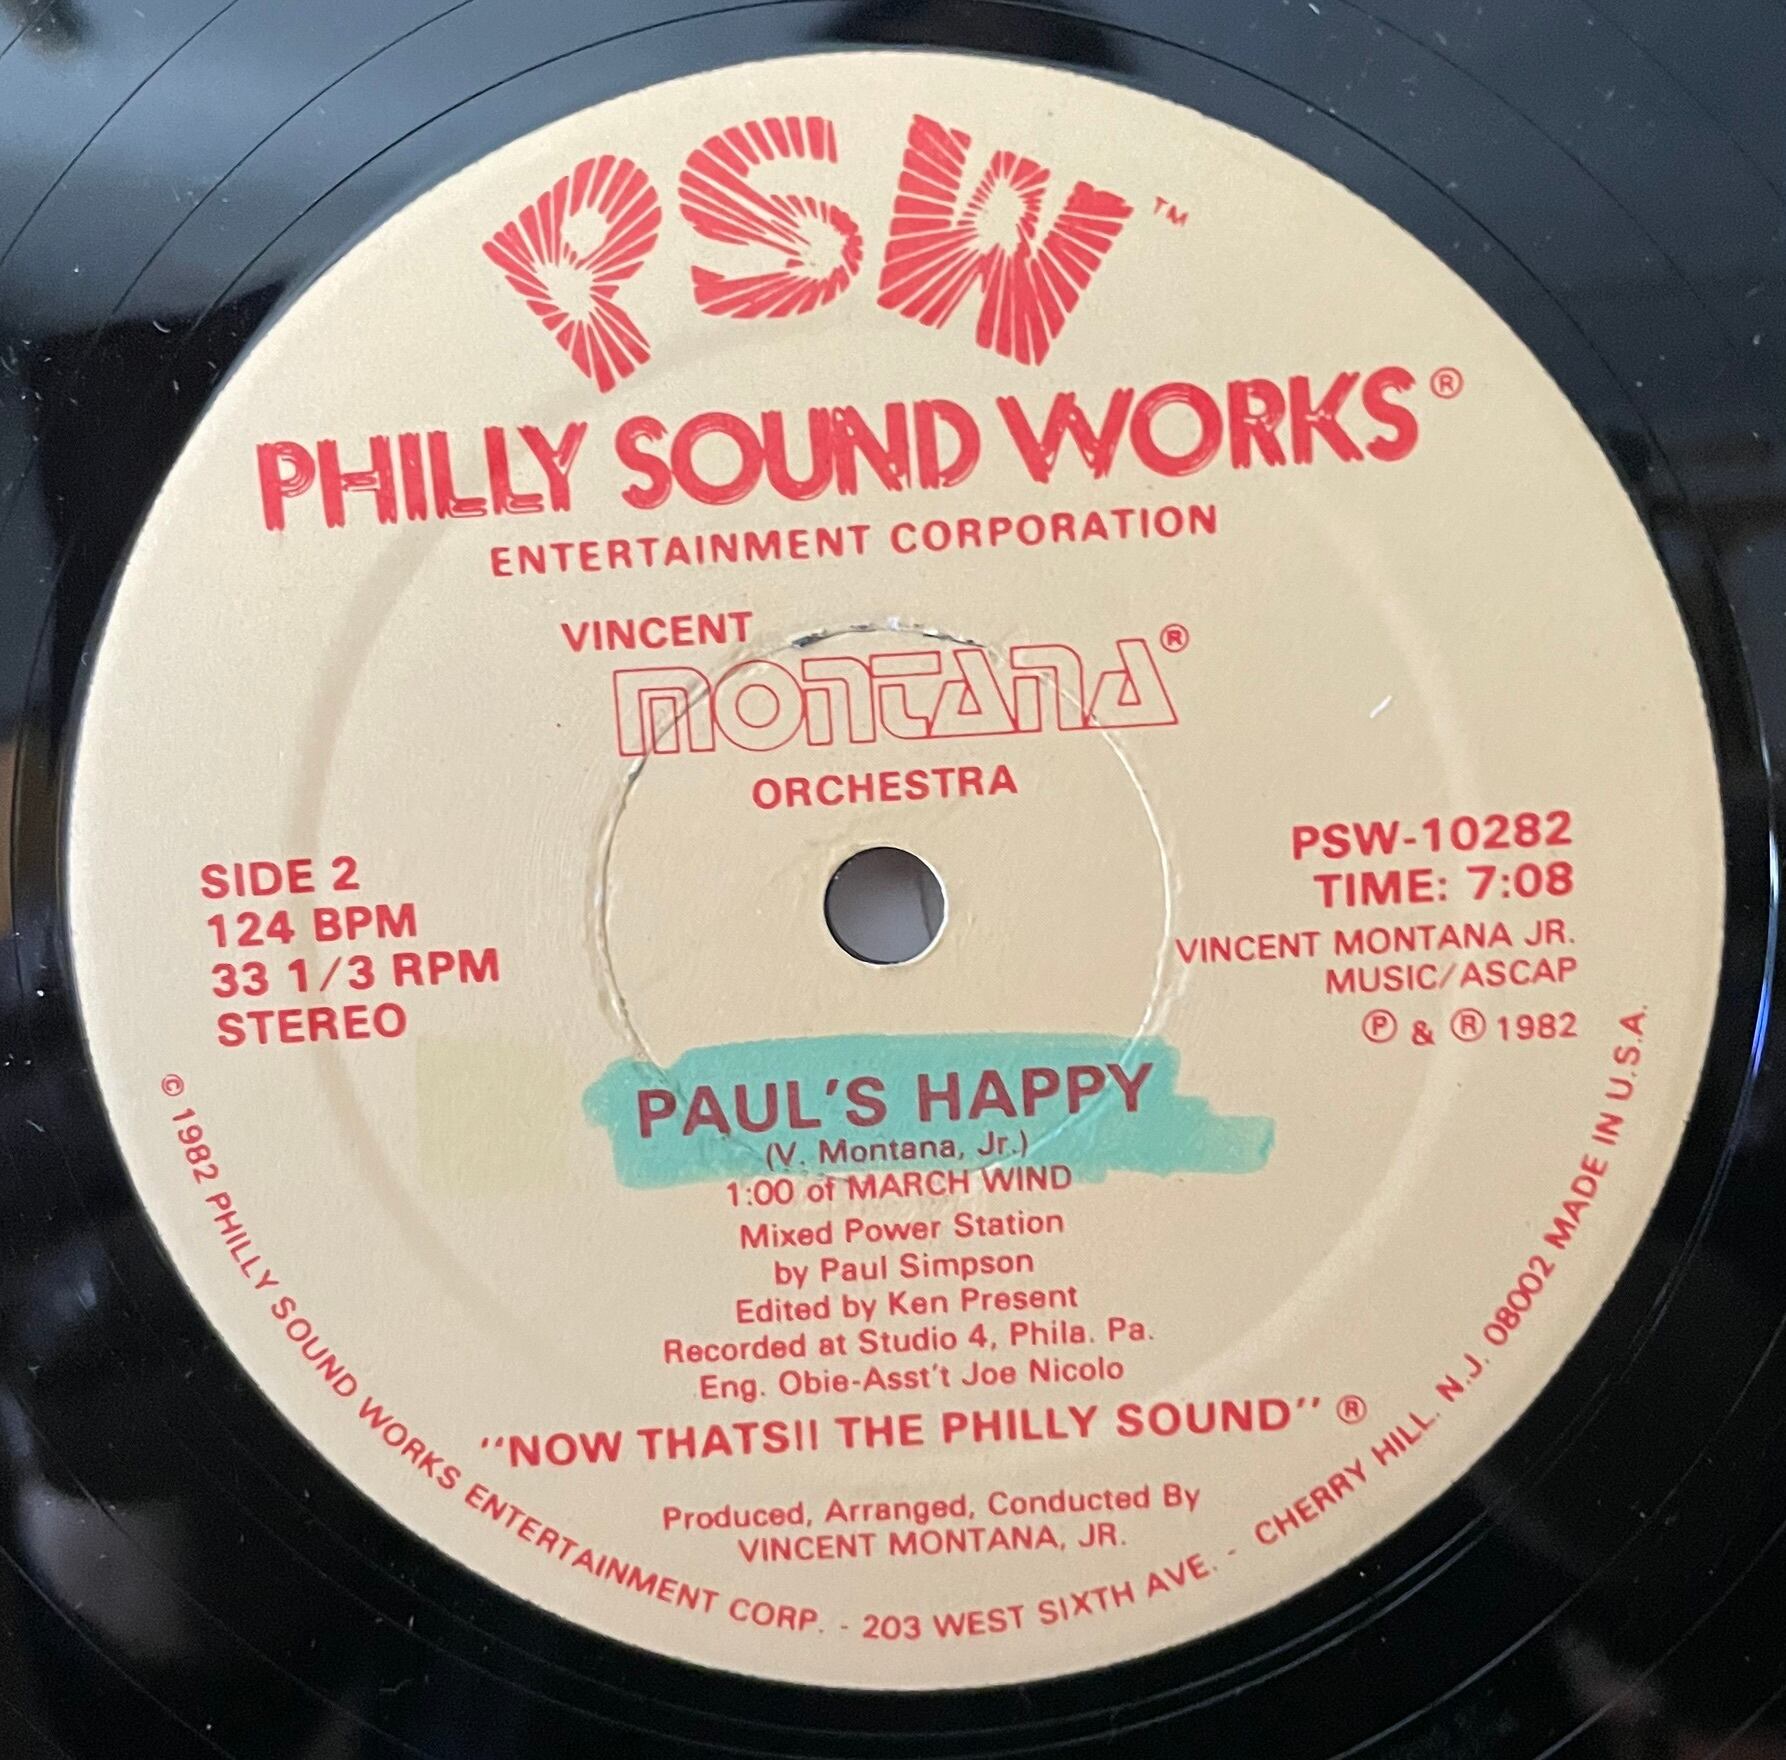 PSW™
PHILLY SOUND WORKS®
ENTERTAINMENT CORPORATION
VINCENT
MONTANA®
ORCHESTRA
SIDE 2
124 BPM
33 1/3 RPM
STEREO
PSW-10282
TIME: 7:08
VINCENT MONTANA JR.
MUSIC/ASCAP
Ⓟ & ® 1982
PAUL'S HAPPY
(V. Montana, Jr.)
1:00 of MARCH WIND
Mixed Power Station
by Paul Simpson
Edited by Ken Present
Recorded at Studio 4, Phila. Pa.
Eng. Obie-Asst't Joe Nicolo
"NOW THATS!! THE PHILLY SOUND" ®
Produced, Arranged, Conducted By
VINCENT MONTANA, JR.
© 1982 PHILLY SOUND WORKS ENTERTAINMENT CORP. - 203 WEST SIXTH AVE. - CHERRY HILL. N.J. 08002 MADE IN U.S.A.